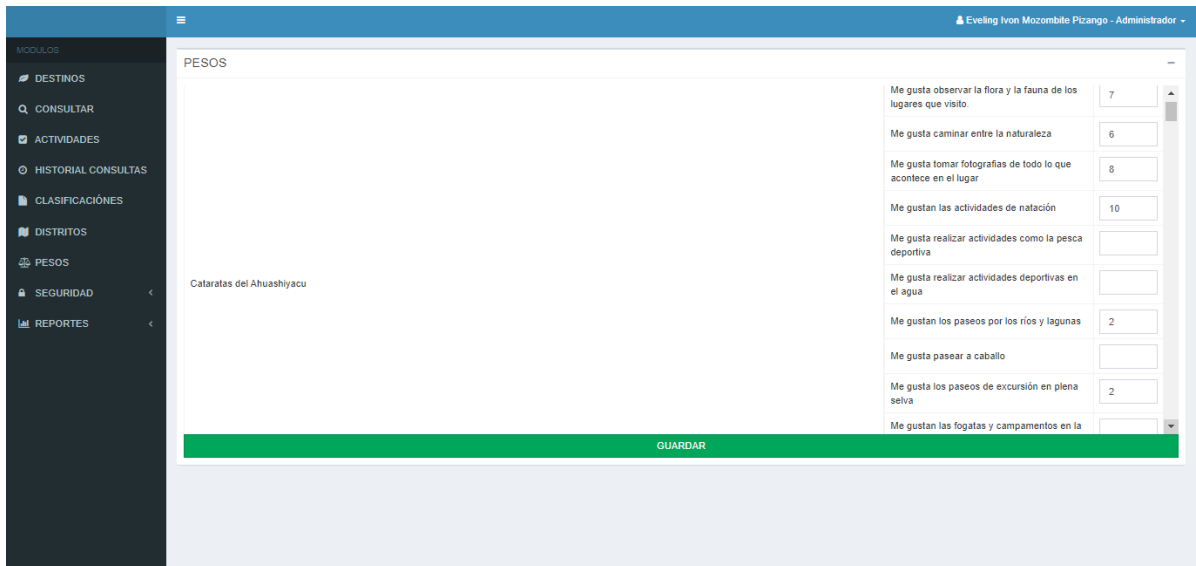 Eveling Ivon Mozombite Pizango - Administrador
MODULOS
DESTINOS
CONSULTAR
ACTIVIDADES
HISTORIAL CONSULTAS
CLASIFICACIÓNES
DISTRITOS
PESOS
SEGURIDAD
REPORTES
PESOS
Cataratas del Ahuashiyacu
Me gusta observar la flora y la fauna de los
lugares que visito.
7
Me gusta caminar entre la naturaleza
6
Me gusta tomar fotografias de todo lo que
acontece en el lugar
8
Me gustan las actividades de natación
10
Me gusta realizar actividades como la pesca
deportiva
Me gusta realizar actividades deportivas en
el agua
Me gustan los paseos por los ríos y lagunas
2
Me gusta pasear a caballo
Me gusta los paseos de excursión en plena
selva
2
Me gustan las fogatas y campamentos en la
GUARDAR